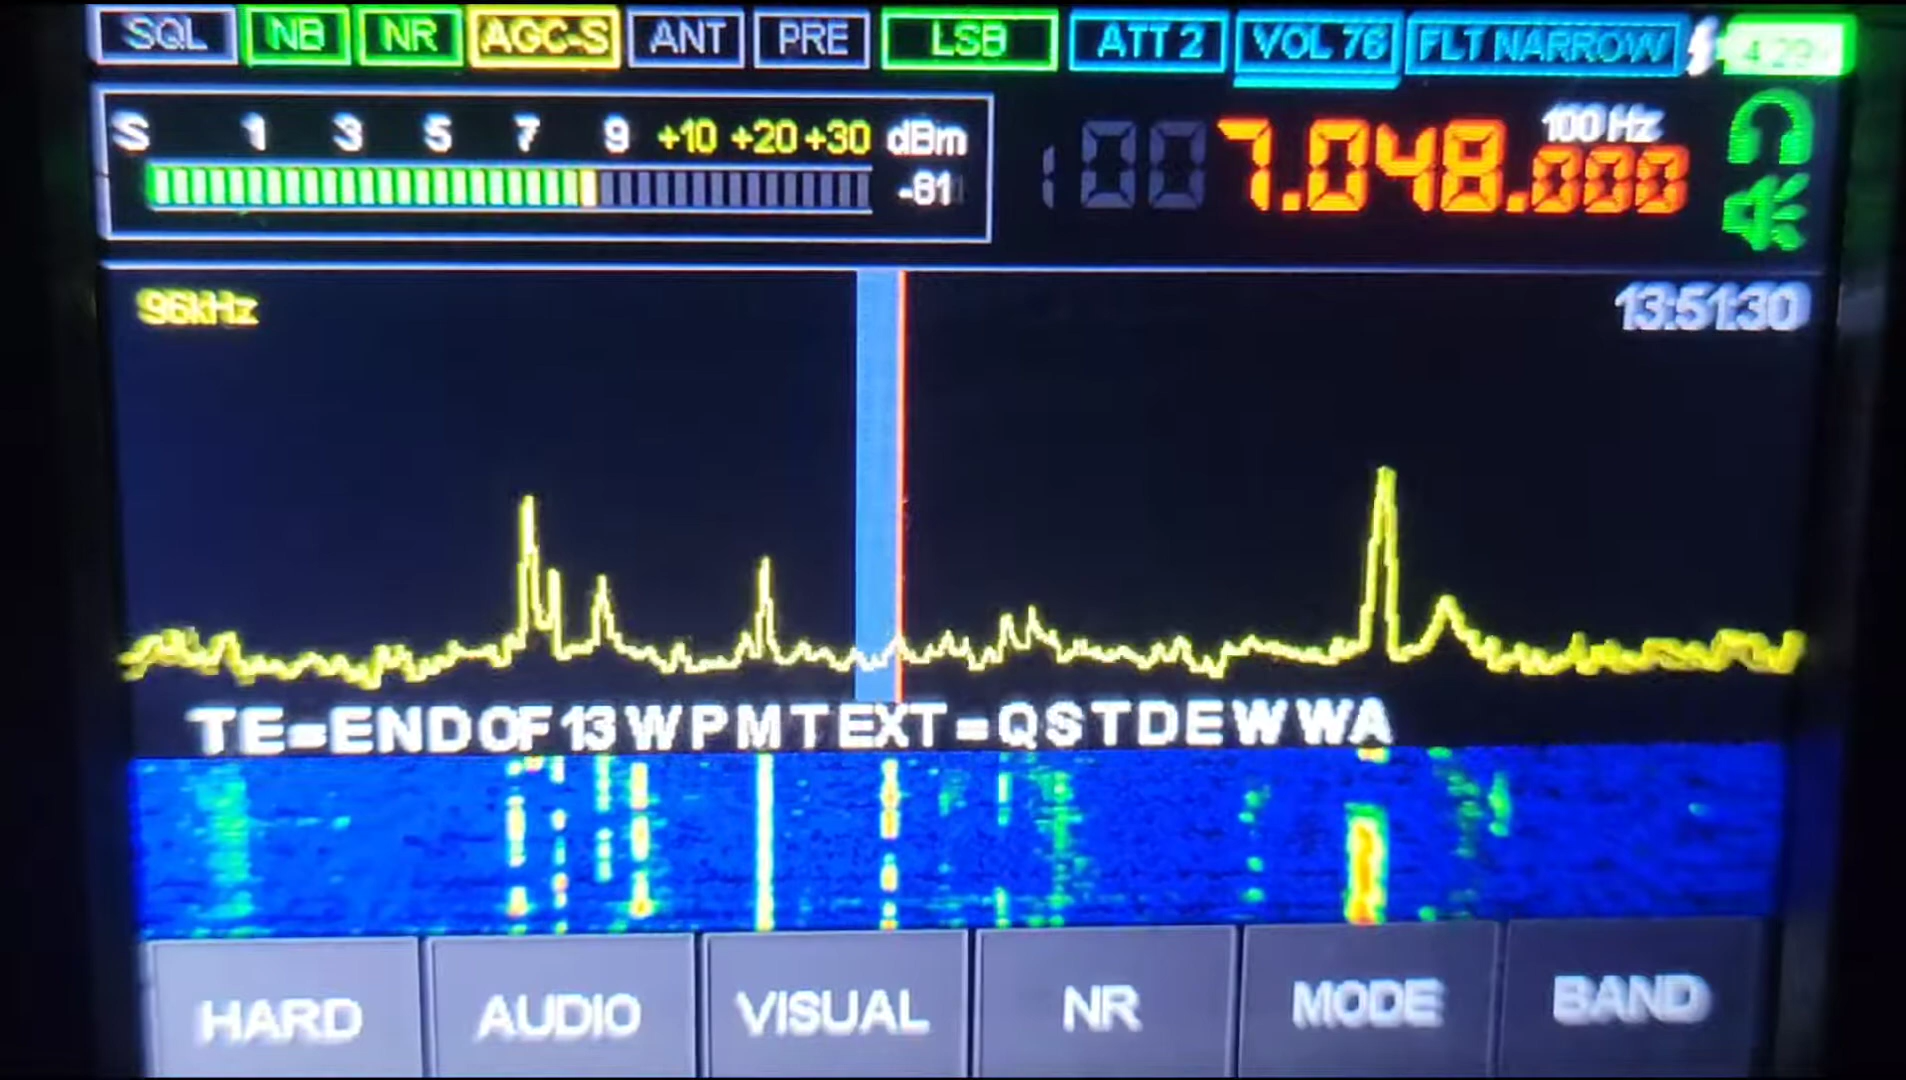 SQL NB NR AGC-S ANT PRE LSB ATT 2 VOL 76 FLT NARROW 4.29
S 1 3 5 7 9 +10 +20 +30 dBm
-81
100 Hz
7.048.000
96kHz
13:51:30
TE=END OF 13 WPM TEXT = QST DE W WA
HARD AUDIO VISUAL NR MODE BAND